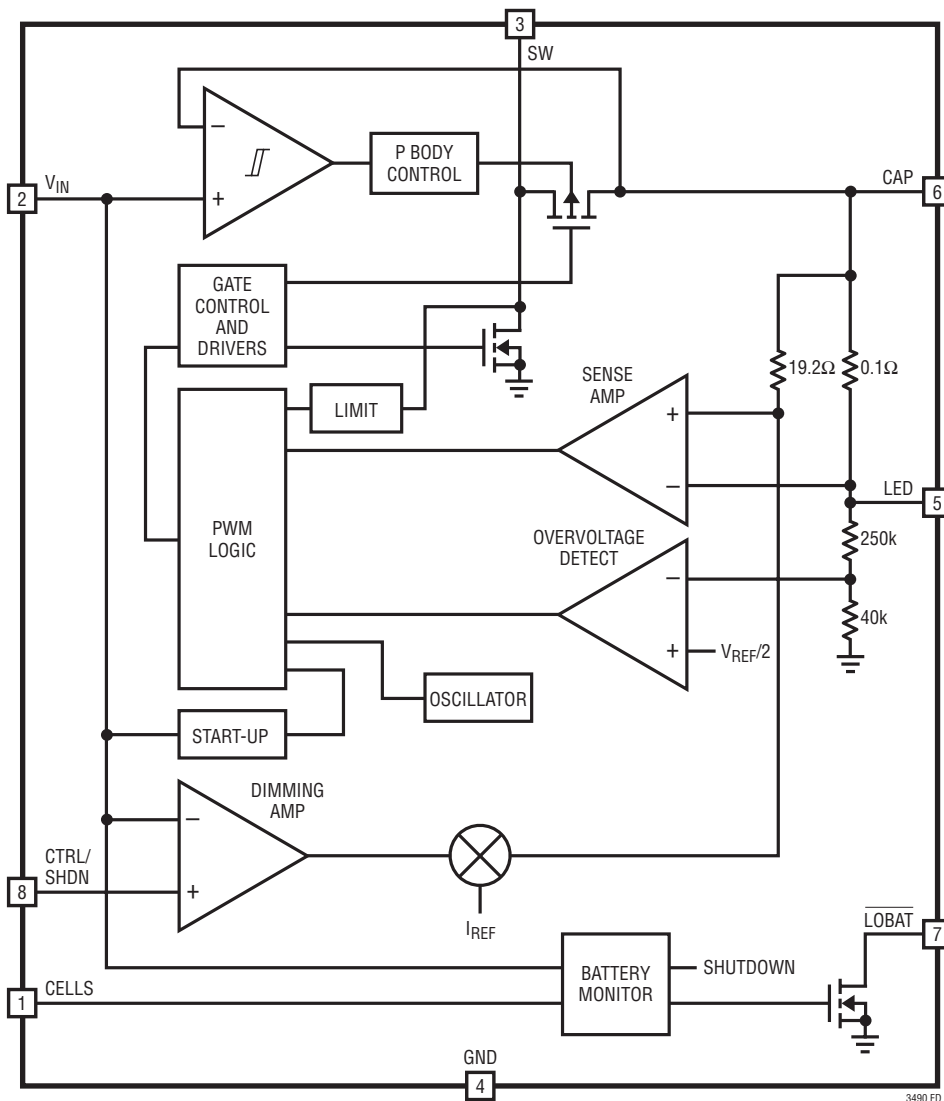 3
SW
−
+
P BODY
CONTROL
2
VIN
CAP
6
GATE
CONTROL
AND
DRIVERS
19.2Ω
0.1Ω
LIMIT
SENSE
AMP
+
−
LED
5
PWM
LOGIC
OVERVOLTAGE
DETECT
−
+
250k
40k
VREF/2
OSCILLATOR
START-UP
DIMMING
AMP
−
+
CTRL/
SHDN
8
IREF
LOBAT
7
BATTERY
MONITOR
SHUTDOWN
CELLS
1
GND
4
3490 FD